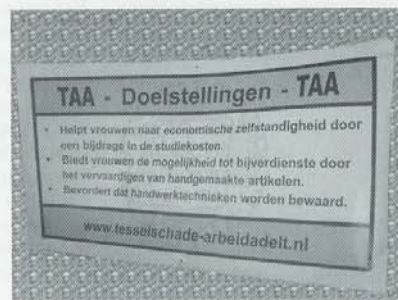 TAA - Doelstellingen - TAA
• Helpt vrouwen naar economische zelfstandigheid door
een bijdrage in de studiekosten.
• Biedt vrouwen de mogelijkheid tot bijverdienste door
het vervaardigen van handgemaakte artikelen.
• Bevordert dat handwerktechnieken worden bewaard.
www.tesselschade-arbeidadelt.nl